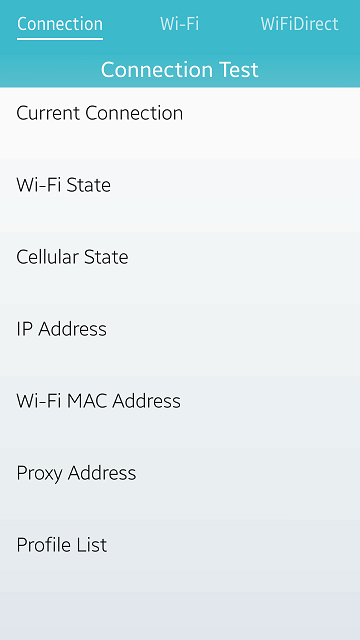 Connection Wi-Fi WiFiDirect
Connection Test
Current Connection
Wi-Fi State
Cellular State
IP Address
Wi-Fi MAC Address
Proxy Address
Profile List